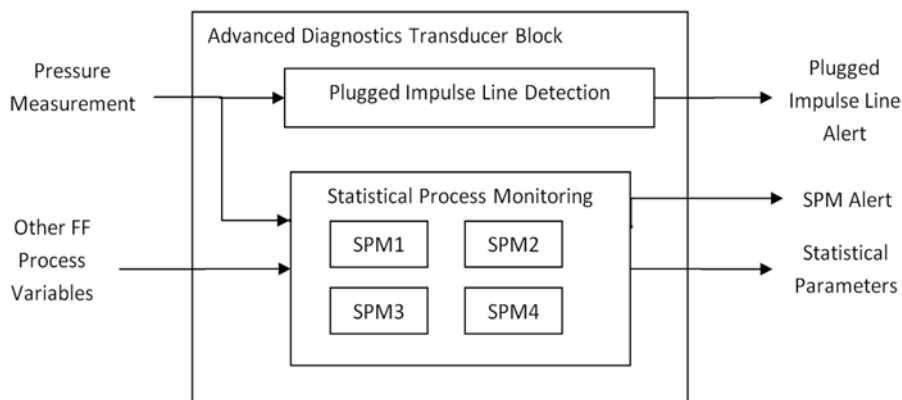 Advanced Diagnostics Transducer Block
Pressure
Measurement
Plugged Impulse Line Detection
Plugged
Impulse Line
Alert
Statistical Process Monitoring
SPM1
SPM2
SPM3
SPM4
SPM Alert
Other FF
Process
Variables
Statistical
Parameters